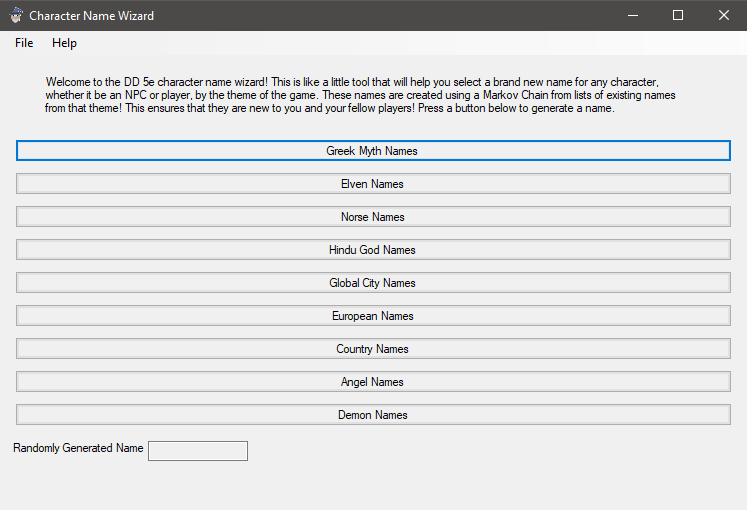 Character Name Wizard
File Help
Welcome to the DD 5e character name wizard! This is like a little tool that will help you select a brand new name for any character,
whether it be an NPC or player, by the theme of the game. These names are created using a Markov Chain from lists of existing names
from that theme! This ensures that they are new to you and your fellow players! Press a button below to generate a name.
Greek Myth Names
Elven Names
Norse Names
Hindu God Names
Global City Names
European Names
Country Names
Angel Names
Demon Names
Randomly Generated Name